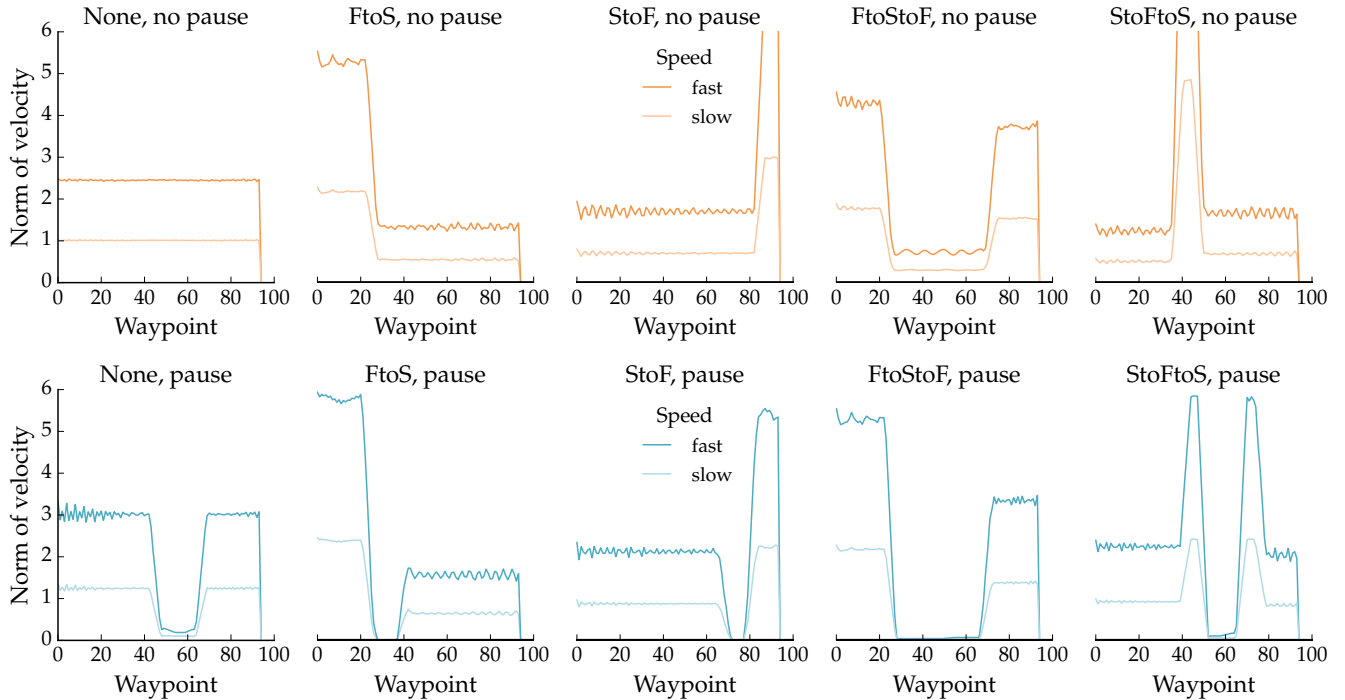 None, no pause
FtoS, no pause
StoF, no pause
FtoStoF, no pause
StoFtoS, no pause
Norm of velocity
6
5
4
3
2
1
0
Speed
fast
slow
0 20 40 60 80 100
0 20 40 60 80 100
0 20 40 60 80 100
0 20 40 60 80 100
0 20 40 60 80 100
Waypoint
Waypoint
Waypoint
Waypoint
Waypoint
None, pause
FtoS, pause
StoF, pause
FtoStoF, pause
StoFtoS, pause
Norm of velocity
6
5
4
3
2
1
0
Speed
fast
slow
0 20 40 60 80 100
0 20 40 60 80 100
0 20 40 60 80 100
0 20 40 60 80 100
0 20 40 60 80 100
Waypoint
Waypoint
Waypoint
Waypoint
Waypoint